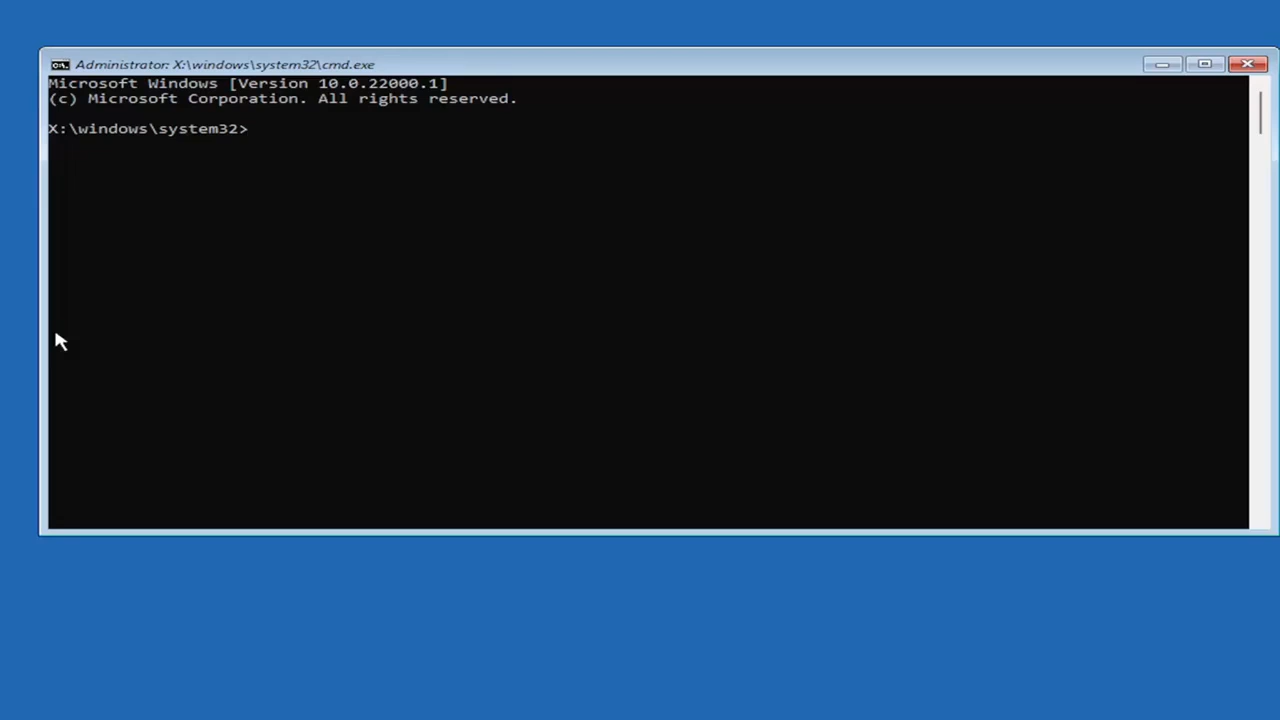 Administrator: X:\windows\system32\cmd.exe
Microsoft Windows [Version 10.0.22000.1]
(c) Microsoft Corporation. All rights reserved.
X:\windows\system32>